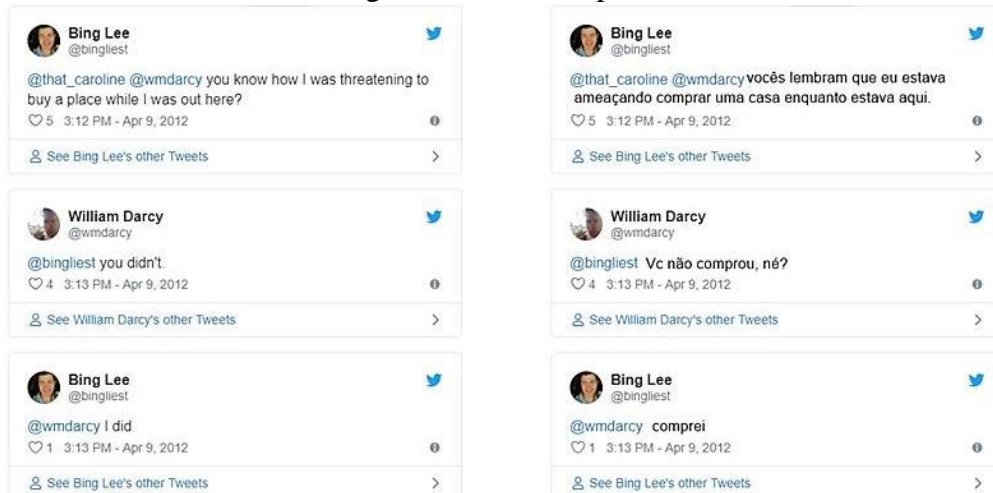 Bing Lee
@bingliest
@that_caroline @wmdarcy you know how I was threatening to
buy a place while I was out here?
5 3:12 PM - Apr 9, 2012
See Bing Lee's other Tweets
William Darcy
@wmdarcy
@bingliest you didn't.
4 3:13 PM - Apr 9, 2012
See William Darcy's other Tweets
Bing Lee
@bingliest
@wmdarcy I did
1 3:13 PM - Apr 9, 2012
See Bing Lee's other Tweets
Bing Lee
@bingliest
@that_caroline @wmdarcy vocês lembram que eu estava
ameaçando comprar uma casa enquanto estava aqui.
5 3:12 PM - Apr 9, 2012
See Bing Lee's other Tweets
William Darcy
@wmdarcy
@bingliest Vc não comprou, né?
4 3:13 PM - Apr 9, 2012
See William Darcy's other Tweets
Bing Lee
@bingliest
@wmdarcy comprei
1 3:13 PM - Apr 9, 2012
See Bing Lee's other Tweets